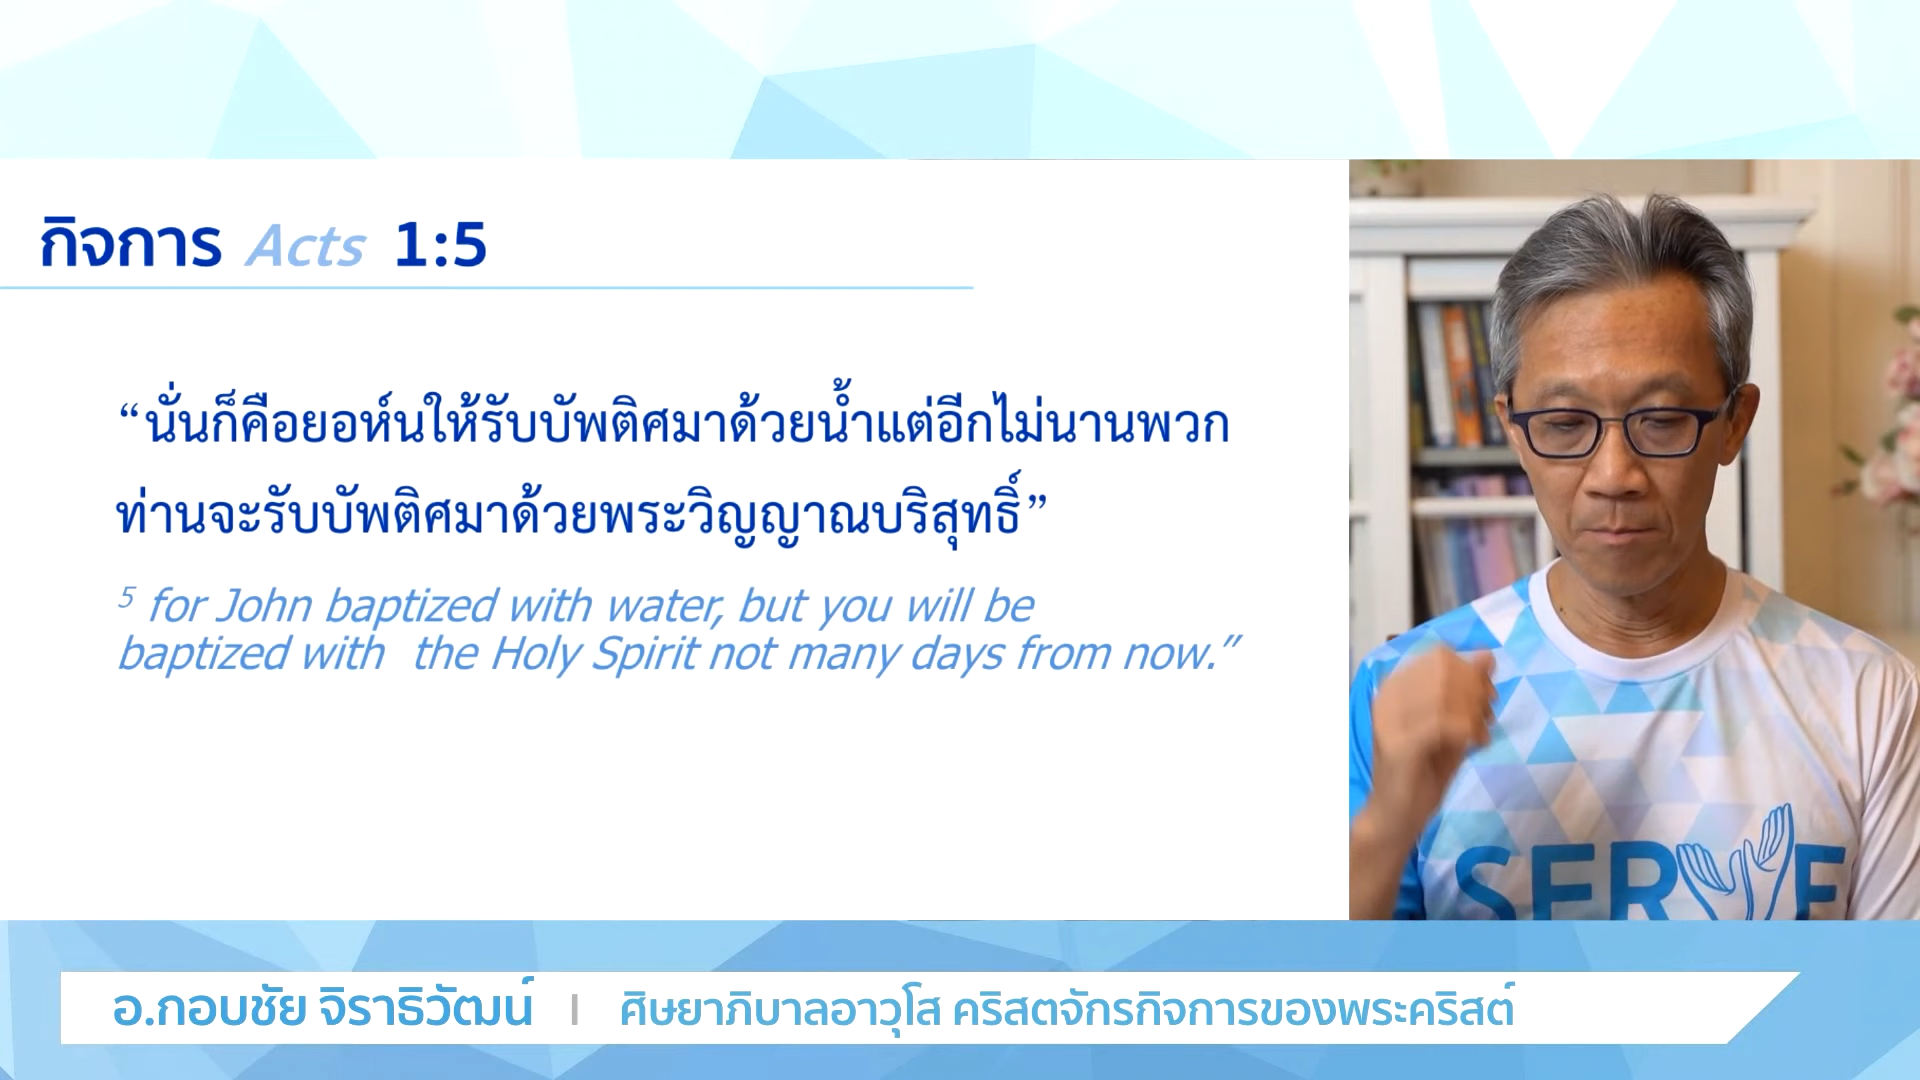 กิจการ Acts 1:5
“นั่นก็คือยอห์นให้รับบัพติศมาด้วยน้ำแต่อีกไม่นานพวก
ท่านจะรับบัพติศมาด้วยพระวิญญาณบริสุทธิ์”
5 for John baptized with water, but you will be
baptized with the Holy Spirit not many days from now.”
SERVE
อ.กอบชัย จิราธิวัฒน์ | ศิษยาภิบาลอาวุโส คริสตจักรกิจการของพระคริสต์